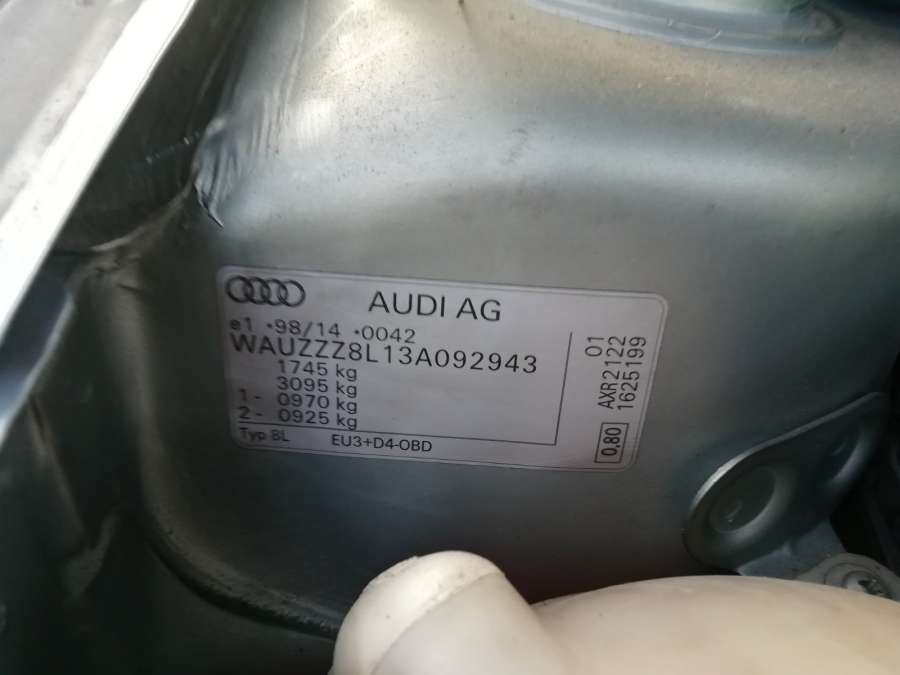 AUDI AG
e1 *98/14 *0042
WAUZZZ8L13A092943
1745 kg
3095 kg
1- 0970 kg
2- 0925 kg
Typ 8L EU3+D4-OBD
01
AXR2122
1625199
0,80